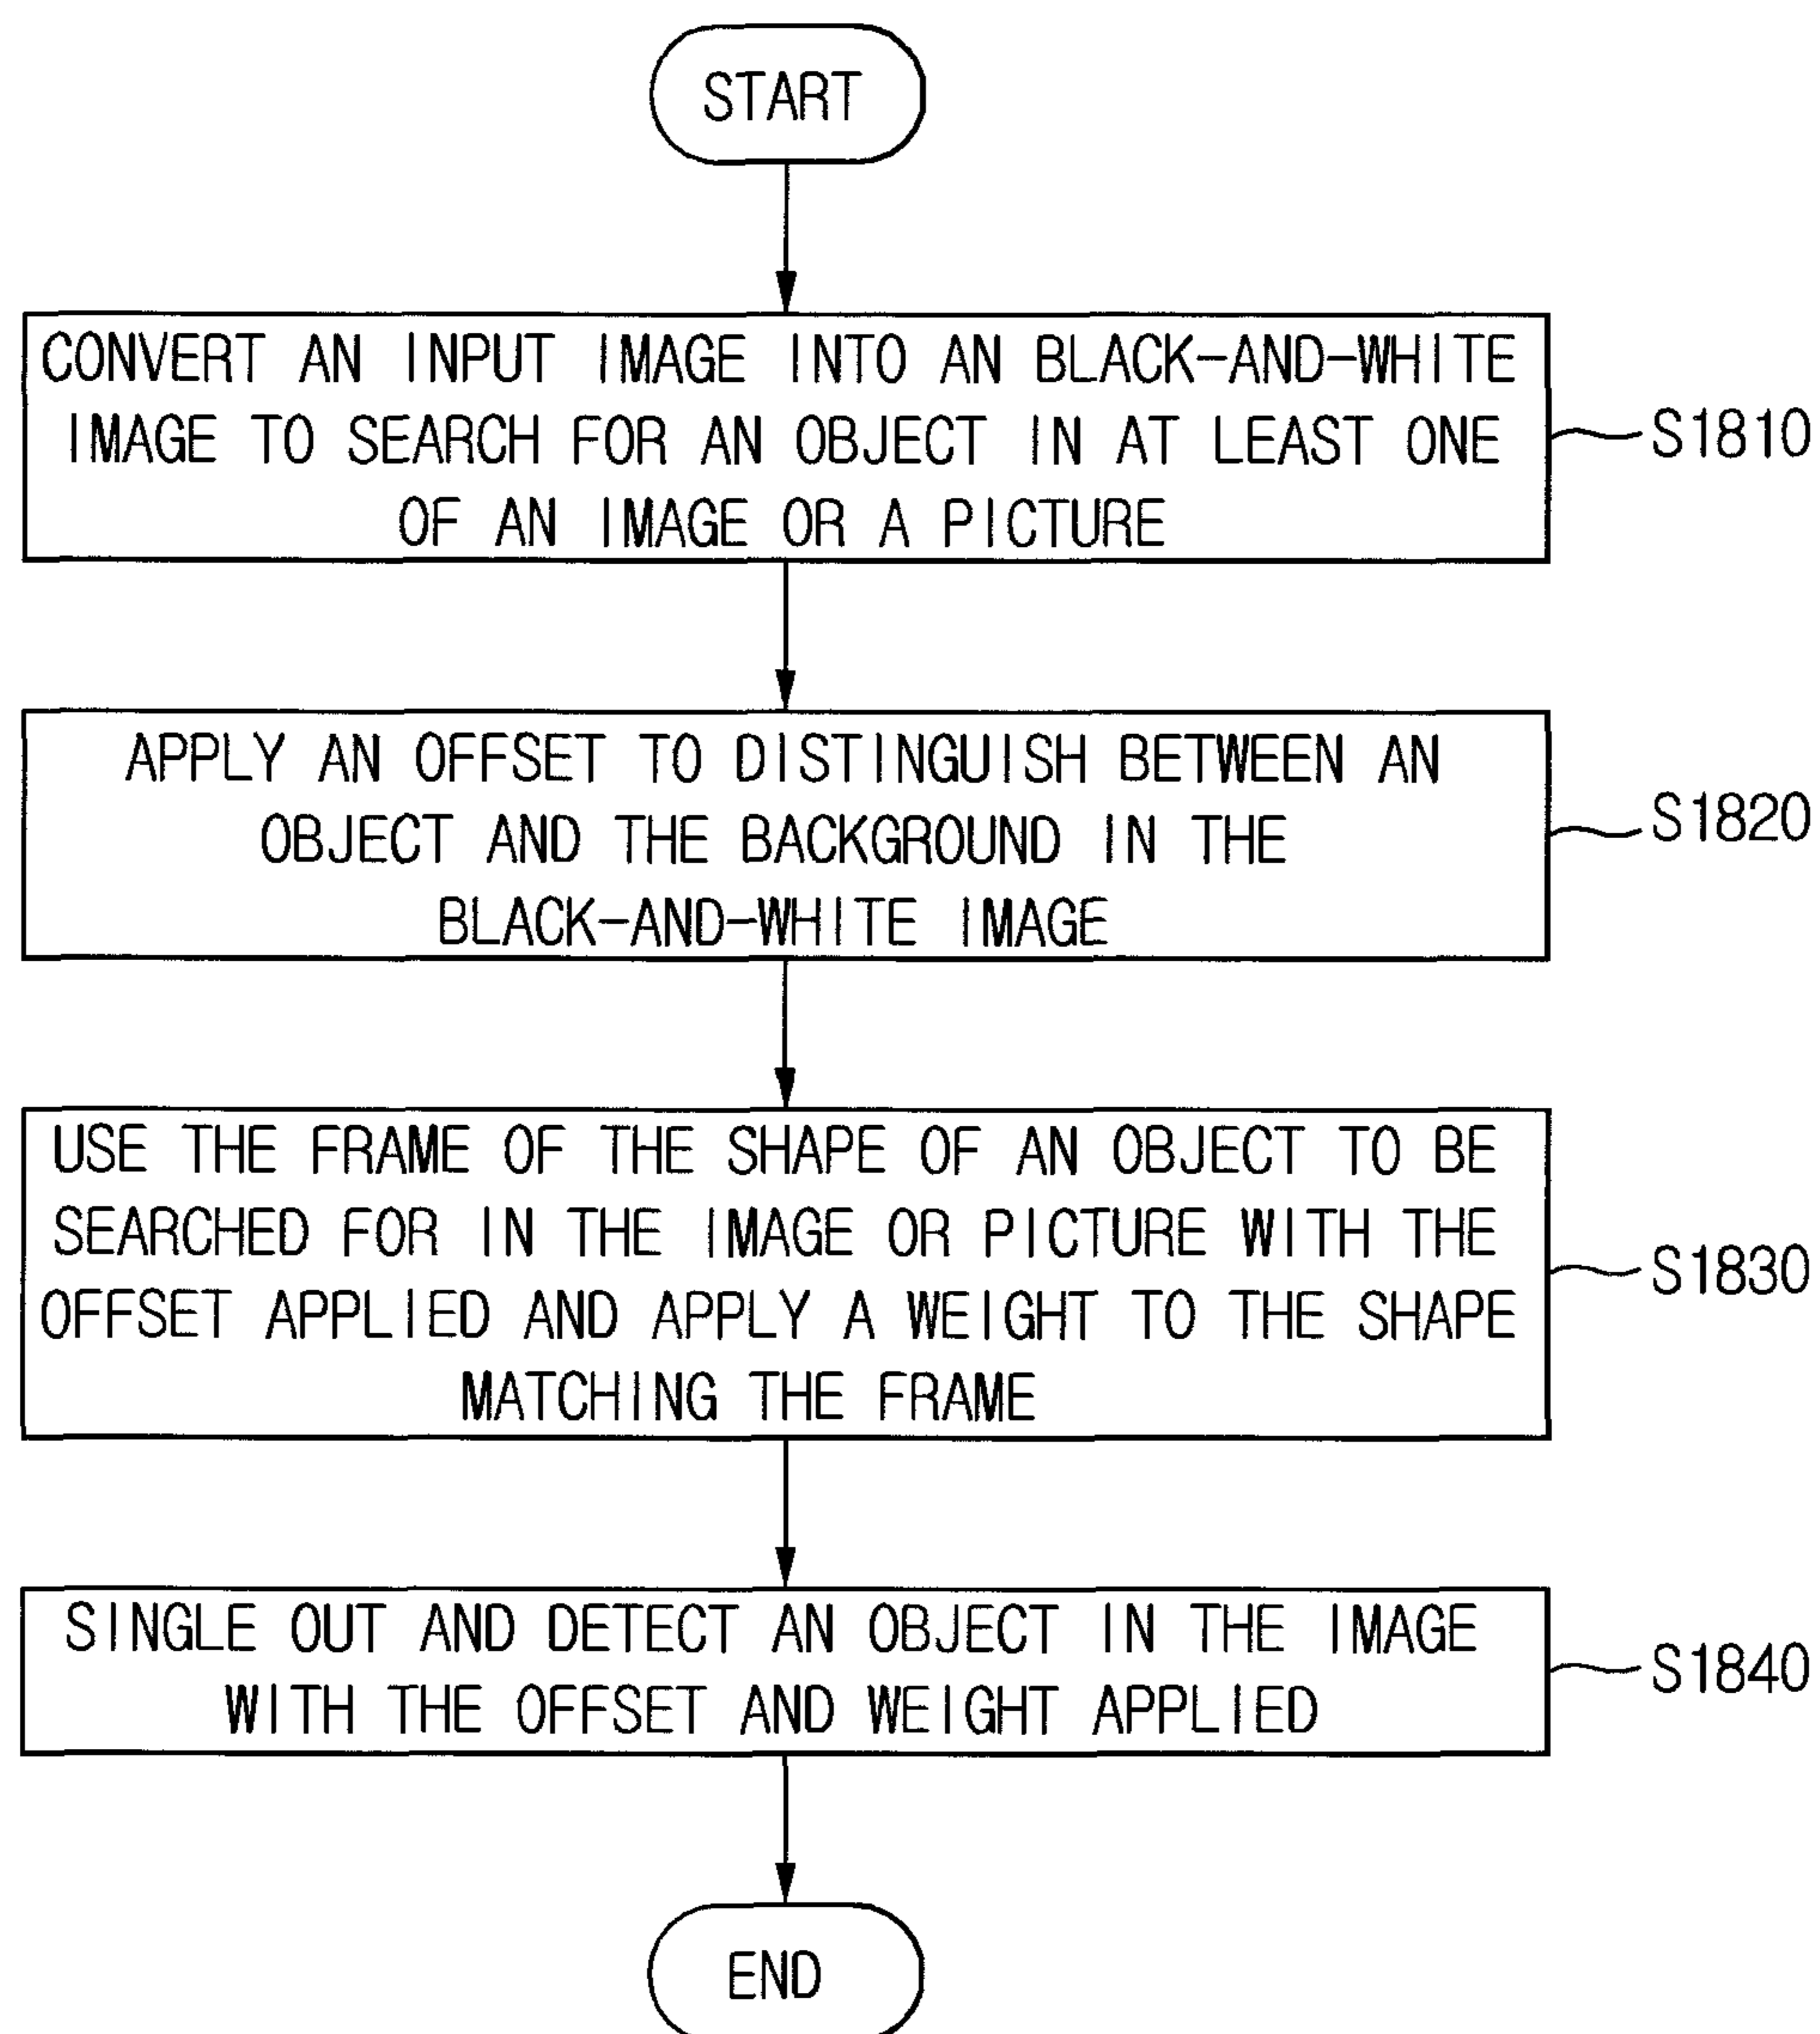 START
CONVERT AN INPUT IMAGE INTO AN BLACK-AND-WHITE
IMAGE TO SEARCH FOR AN OBJECT IN AT LEAST ONE
OF AN IMAGE OR A PICTURE
S1810
APPLY AN OFFSET TO DISTINGUISH BETWEEN AN
OBJECT AND THE BACKGROUND IN THE
BLACK-AND-WHITE IMAGE
S1820
USE THE FRAME OF THE SHAPE OF AN OBJECT TO BE
SEARCHED FOR IN THE IMAGE OR PICTURE WITH THE
OFFSET APPLIED AND APPLY A WEIGHT TO THE SHAPE
MATCHING THE FRAME
S1830
SINGLE OUT AND DETECT AN OBJECT IN THE IMAGE
WITH THE OFFSET AND WEIGHT APPLIED
S1840
END